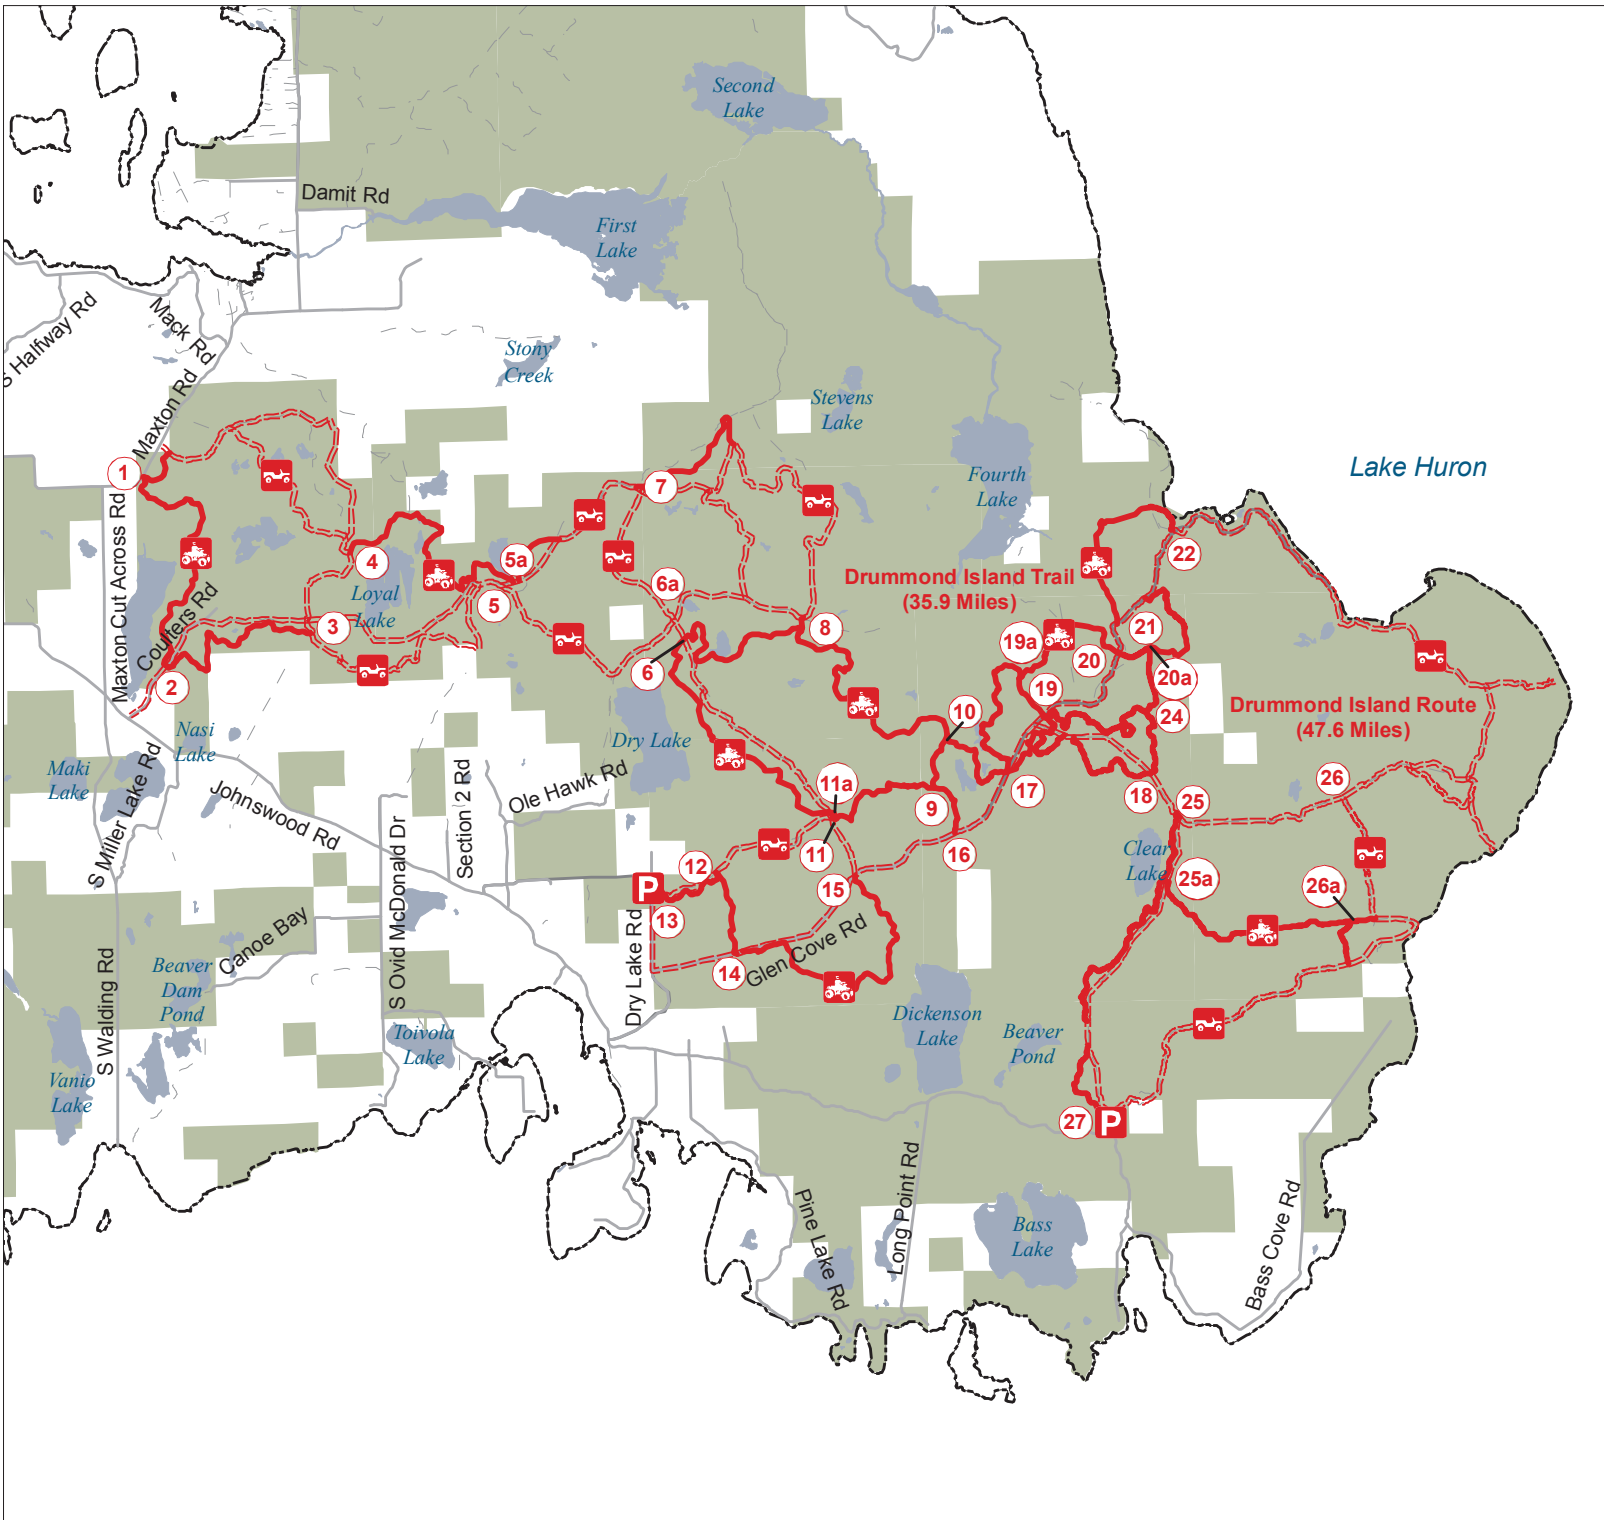 Second
Lake
Damit Rd
First
Lake
S Halfway Rd
Mack Rd
Maxton Rd
Stony
Creek
Stevens
Lake
Lake Huron
Fourth
Lake
1
7
4
5a
22
Maxton Cut Across Rd
Coulters Rd
Loyal
Lake
3
5
6a
8
Drummond Island Trail
(35.9 Miles)
19a
20
21
20a
2
6
10
19
24
Drummond Island Route
(47.6 Miles)
Nasi
Lake
Maki
Lake
S Miller Lake Rd
Johnswood Rd
Dry Lake
Ole Hawk Rd
Section 2 Rd
S Ovid McDonald Dr
11a
9
17
18
25
26
12
11
16
15
Clear
Lake
25a
26a
P
13
14
Dry Lake Rd
Glen Cove Rd
Canoe Bay
S Walding Rd
Beaver
Dam
Pond
Toivola
Lake
Vanio
Lake
Dickenson
Lake
Beaver
Pond
27
P
Pine Lake Rd
Long Point Rd
Bass
Lake
Bass Cove Rd